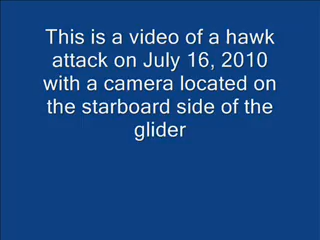 This is a video of a hawk
attack on July 16, 2010
with a camera located on
the starboard side of the
glider